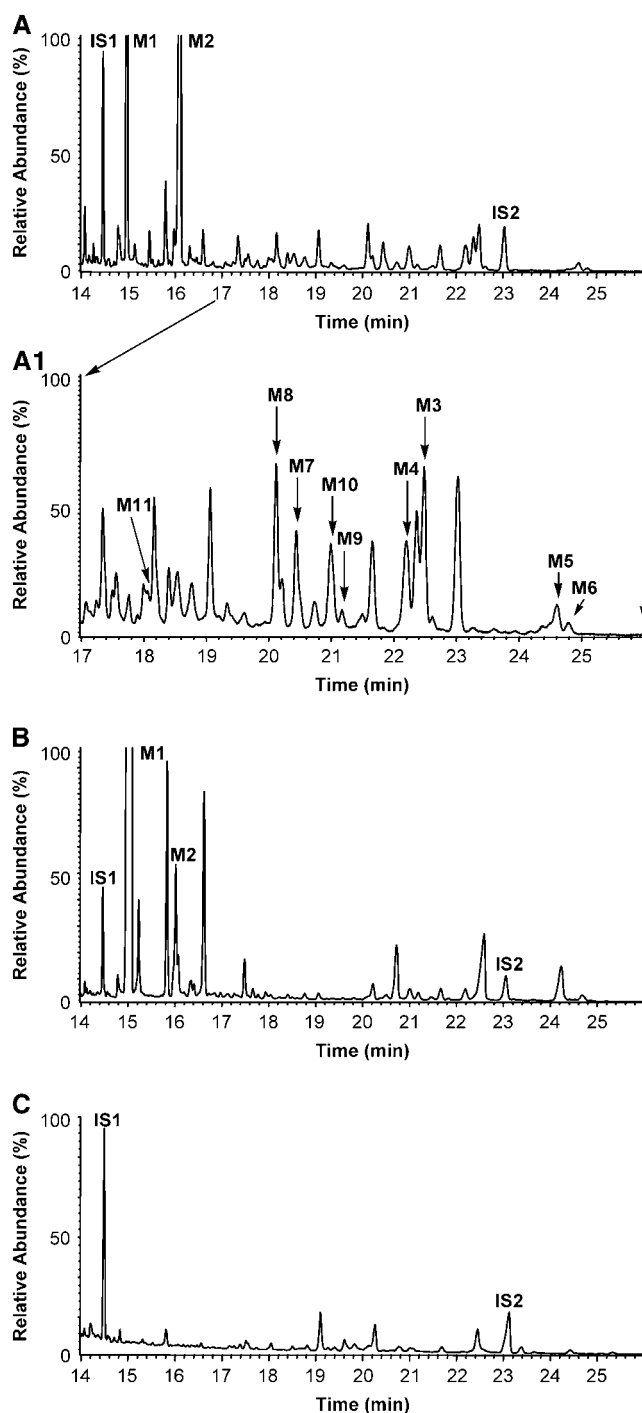 A
Relative Abundance (%)
100
50
0
IS1 M1 M2
IS2
14 15 16 17 18 19 20 21 22 23 24 25
Time (min)
A1
Relative Abundance (%)
100
50
0
M11
M8
M7
M10
M9
M4
M3
M5
M6
17 18 19 20 21 22 23 24 25
Time (min)
B
Relative Abundance (%)
100
50
0
IS1
M1
M2
IS2
14 15 16 17 18 19 20 21 22 23 24 25
Time (min)
C
Relative Abundance (%)
100
50
0
IS1
IS2
14 15 16 17 18 19 20 21 22 23 24 25
Time (min)